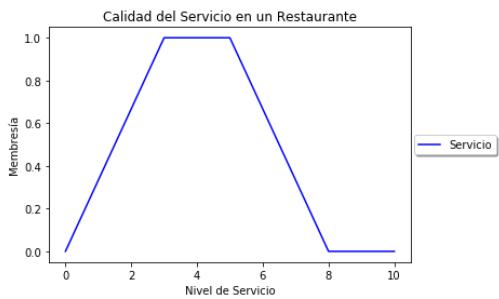 Calidad del Servicio en un Restaurante
1.0
0.8
0.6
0.4
0.2
0.0
Membresía
Servicio
0 2 4 6 8 10
Nivel de Servicio